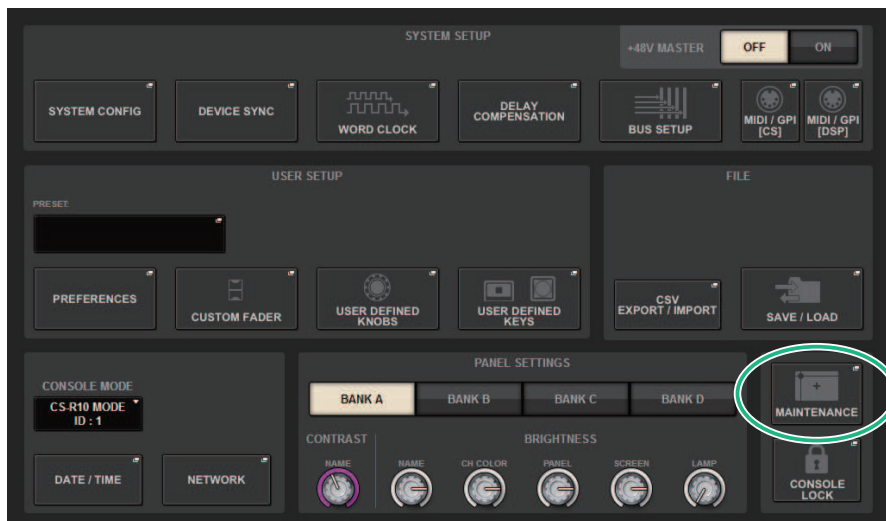 SYSTEM SETUP
+48V MASTER
OFF
ON
SYSTEM CONFIG
DEVICE SYNC
WORD CLOCK
DELAY
COMPENSATION
BUS SETUP
MIDI / GPI
[CS]
MIDI / GPI
[DSP]
USER SETUP
PRESET:
PREFERENCES
CUSTOM FADER
USER DEFINED
KNOBS
USER DEFINED
KEYS
FILE
CSV
EXPORT / IMPORT
SAVE / LOAD
CONSOLE MODE
CS-R10 MODE
ID : 1
DATE / TIME
NETWORK
PANEL SETTINGS
BANK A
BANK B
BANK C
BANK D
CONTRAST
BRIGHTNESS
NAME
NAME
CH COLOR
PANEL
SCREEN
LAMP
MAINTENANCE
CONSOLE
LOCK